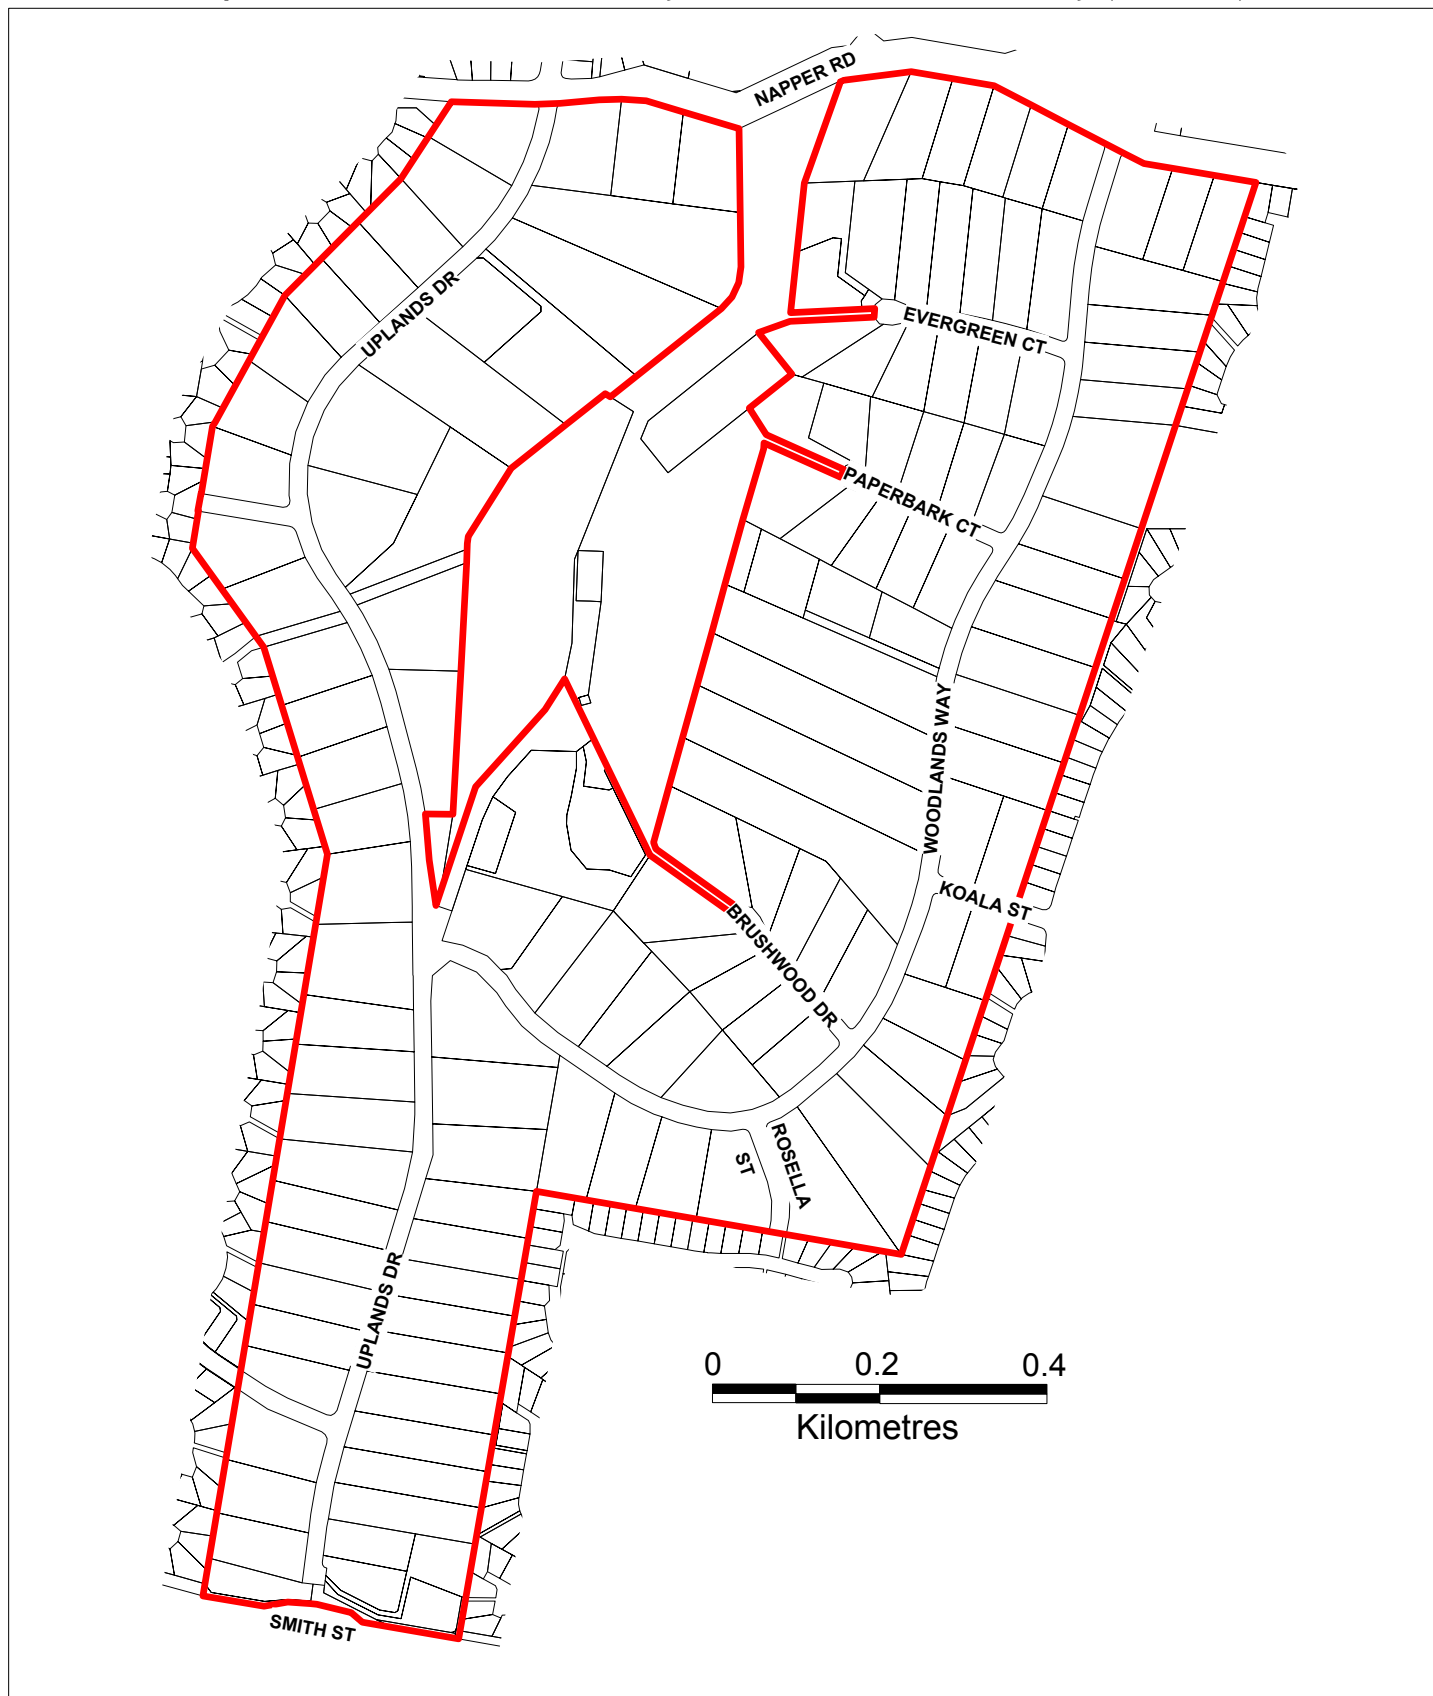 NAPPER RD
UPLANDS DR
EVERGREEN CT
PAPERBARK CT
WOODLANDS WAY
KOALA ST
BRUSHWOOD DR
ROSELLA
ST
UPLANDS DR
0 0.2 0.4
Kilometres
SMITH ST